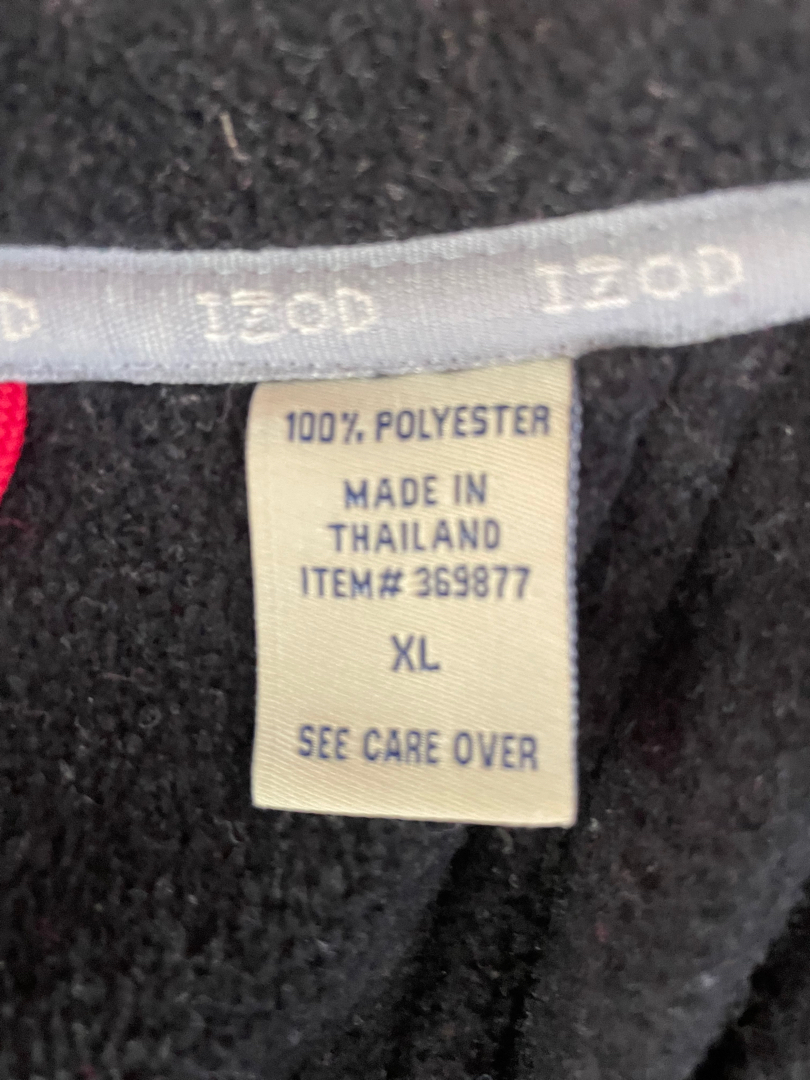 D IZOD IZOD
100% POLYESTER
MADE IN
THAILAND
ITEM# 369877
XL
SEE CARE OVER